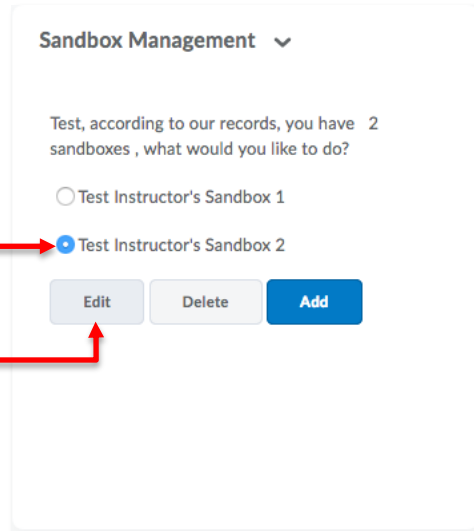 Sandbox Management
Test, according to our records, you have 2
sandboxes , what would you like to do?
Test Instructor's Sandbox 1
Test Instructor's Sandbox 2
Edit Delete Add